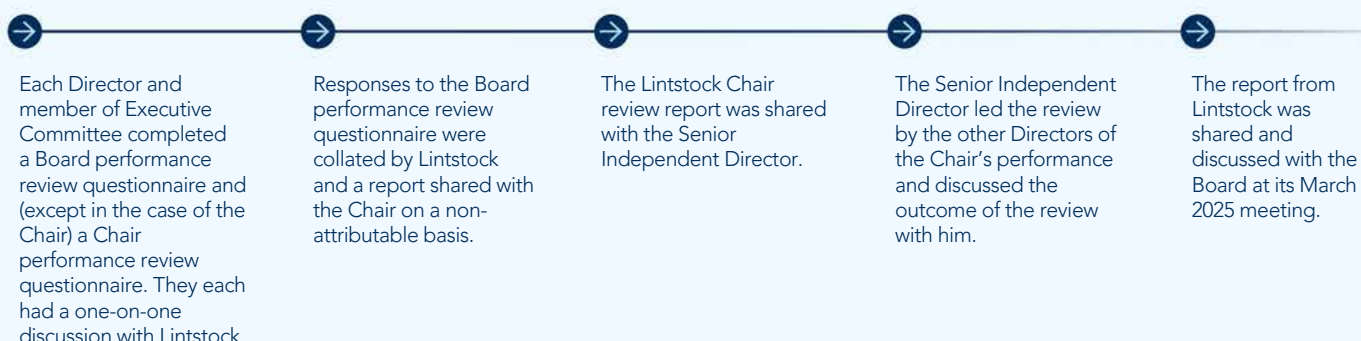 Each Director and
member of Executive
Committee completed
a Board performance
review questionnaire and
(except in the case of the
Chair) a Chair
performance review
questionnaire. They each
had a one-on-one
discussion with Lintstock
Responses to the Board
performance review
questionnaire were
collated by Lintstock
and a report shared with
the Chair on a non-
attributable basis.
The Lintstock Chair
review report was shared
with the Senior
Independent Director.
The Senior Independent
Director led the review
by the other Directors of
the Chair’s performance
and discussed the
outcome of the review
with him.
The report from
Lintstock was
shared and
discussed with the
Board at its March
2025 meeting.